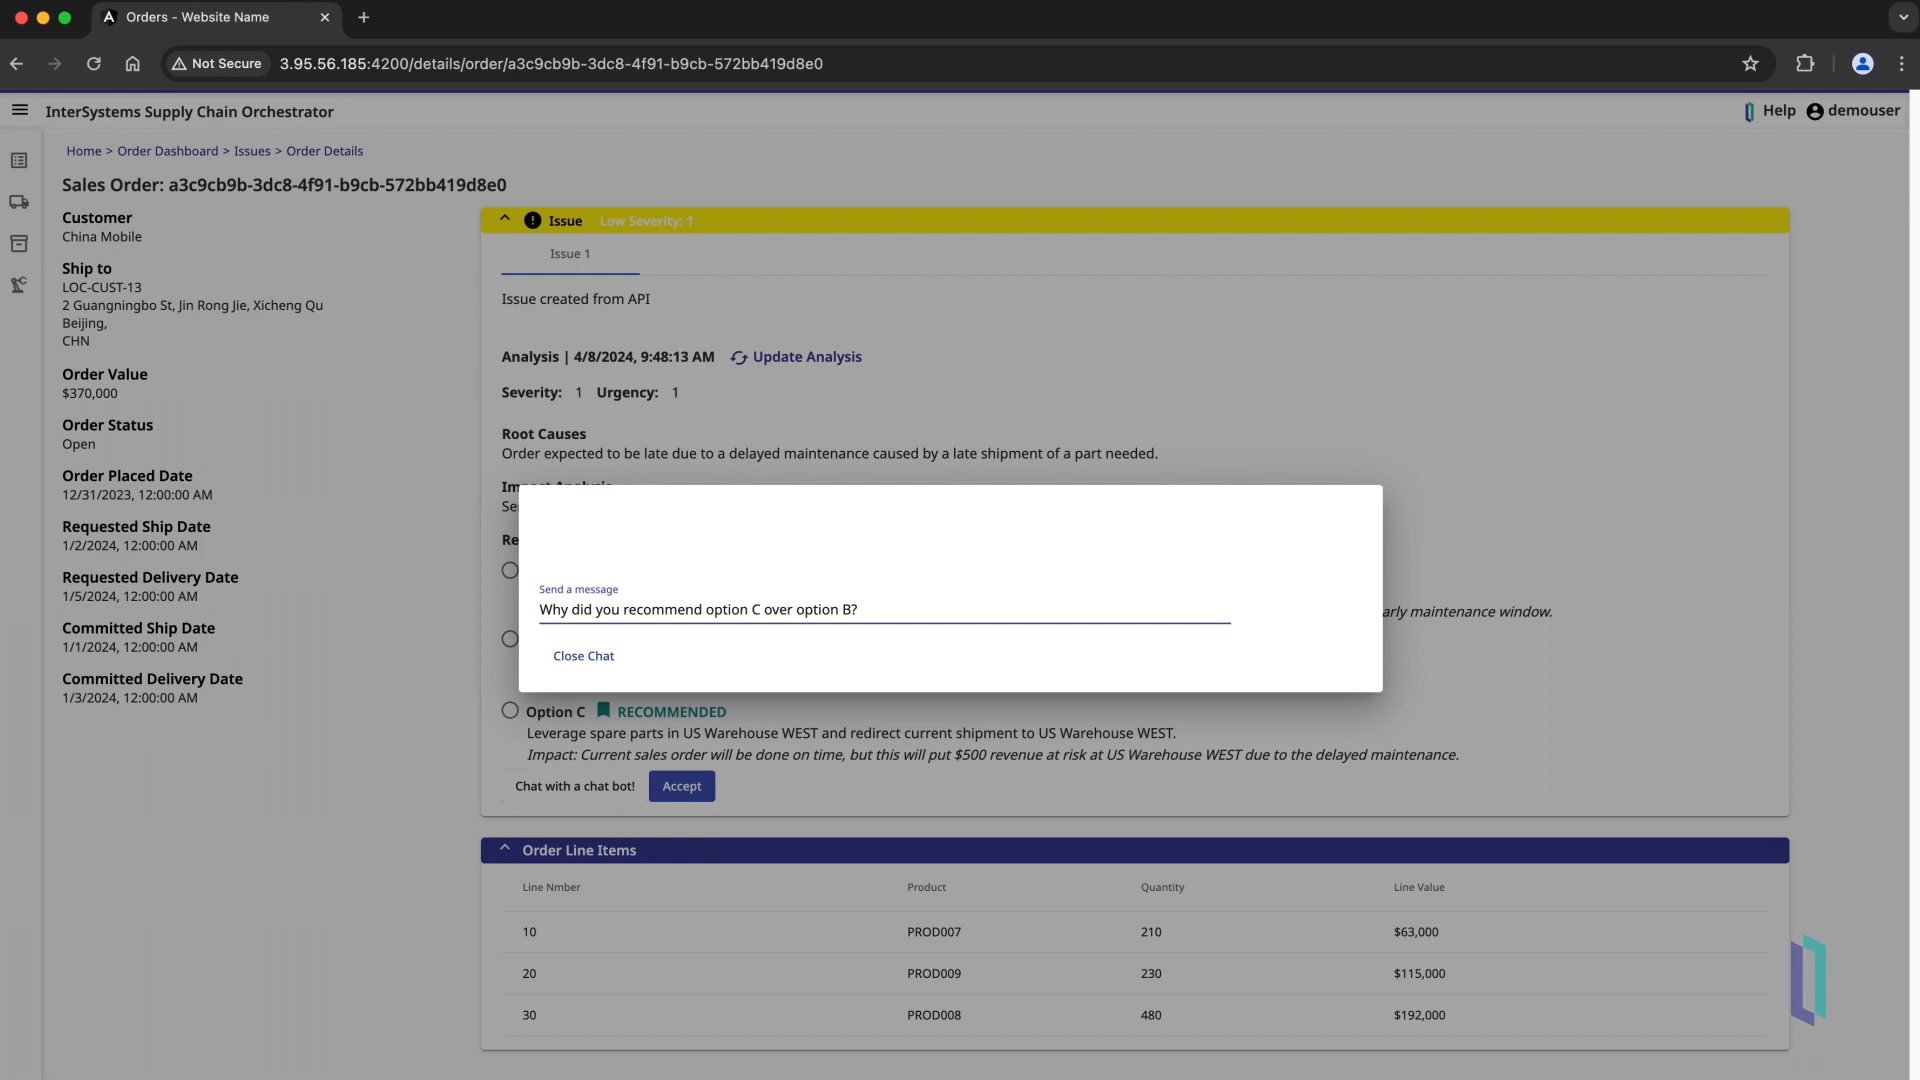 Orders - Website Name
Not Secure
3.95.56.185:4200/details/order/a3c9cb9b-3dc8-4f91-b9cb-572bb419d8e0
InterSystems Supply Chain Orchestrator
Help
demouser
Home > Order Dashboard > Issues > Order Details
Sales Order: a3c9cb9b-3dc8-4f91-b9cb-572bb419d8e0
Customer
China Mobile
Ship to
LOC-CUST-13
2 Guangningbo St, Jin Rong Jie, Xicheng Qu
Beijing,
CHN
Order Value
$370,000
Order Status
Open
Order Placed Date
12/31/2023, 12:00:00 AM
Requested Ship Date
1/2/2024, 12:00:00 AM
Requested Delivery Date
1/5/2024, 12:00:00 AM
Committed Ship Date
1/1/2024, 12:00:00 AM
Committed Delivery Date
1/3/2024, 12:00:00 AM
Issue Low Severity: 1
Issue 1
Issue created from API
Analysis | 4/8/2024, 9:48:13 AM Update Analysis
Severity: 1 Urgency: 1
Root Causes
Order expected to be late due to a delayed maintenance caused by a late shipment of a part needed.
Send a message
Why did you recommend option C over option B?
Close Chat
arly maintenance window.
Option C RECOMMENDED
Leverage spare parts in US Warehouse WEST and redirect current shipment to US Warehouse WEST.
Impact: Current sales order will be done on time, but this will put $500 revenue at risk at US Warehouse WEST due to the delayed maintenance.
Chat with a chat bot! Accept
Order Line Items
Line Nmber Product Quantity Line Value
10 PROD007 210 $63,000
20 PROD009 230 $115,000
30 PROD008 480 $192,000